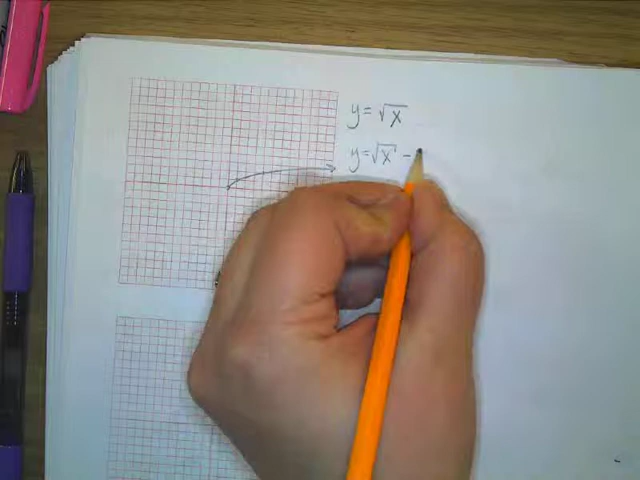 y = √x
y = √x -